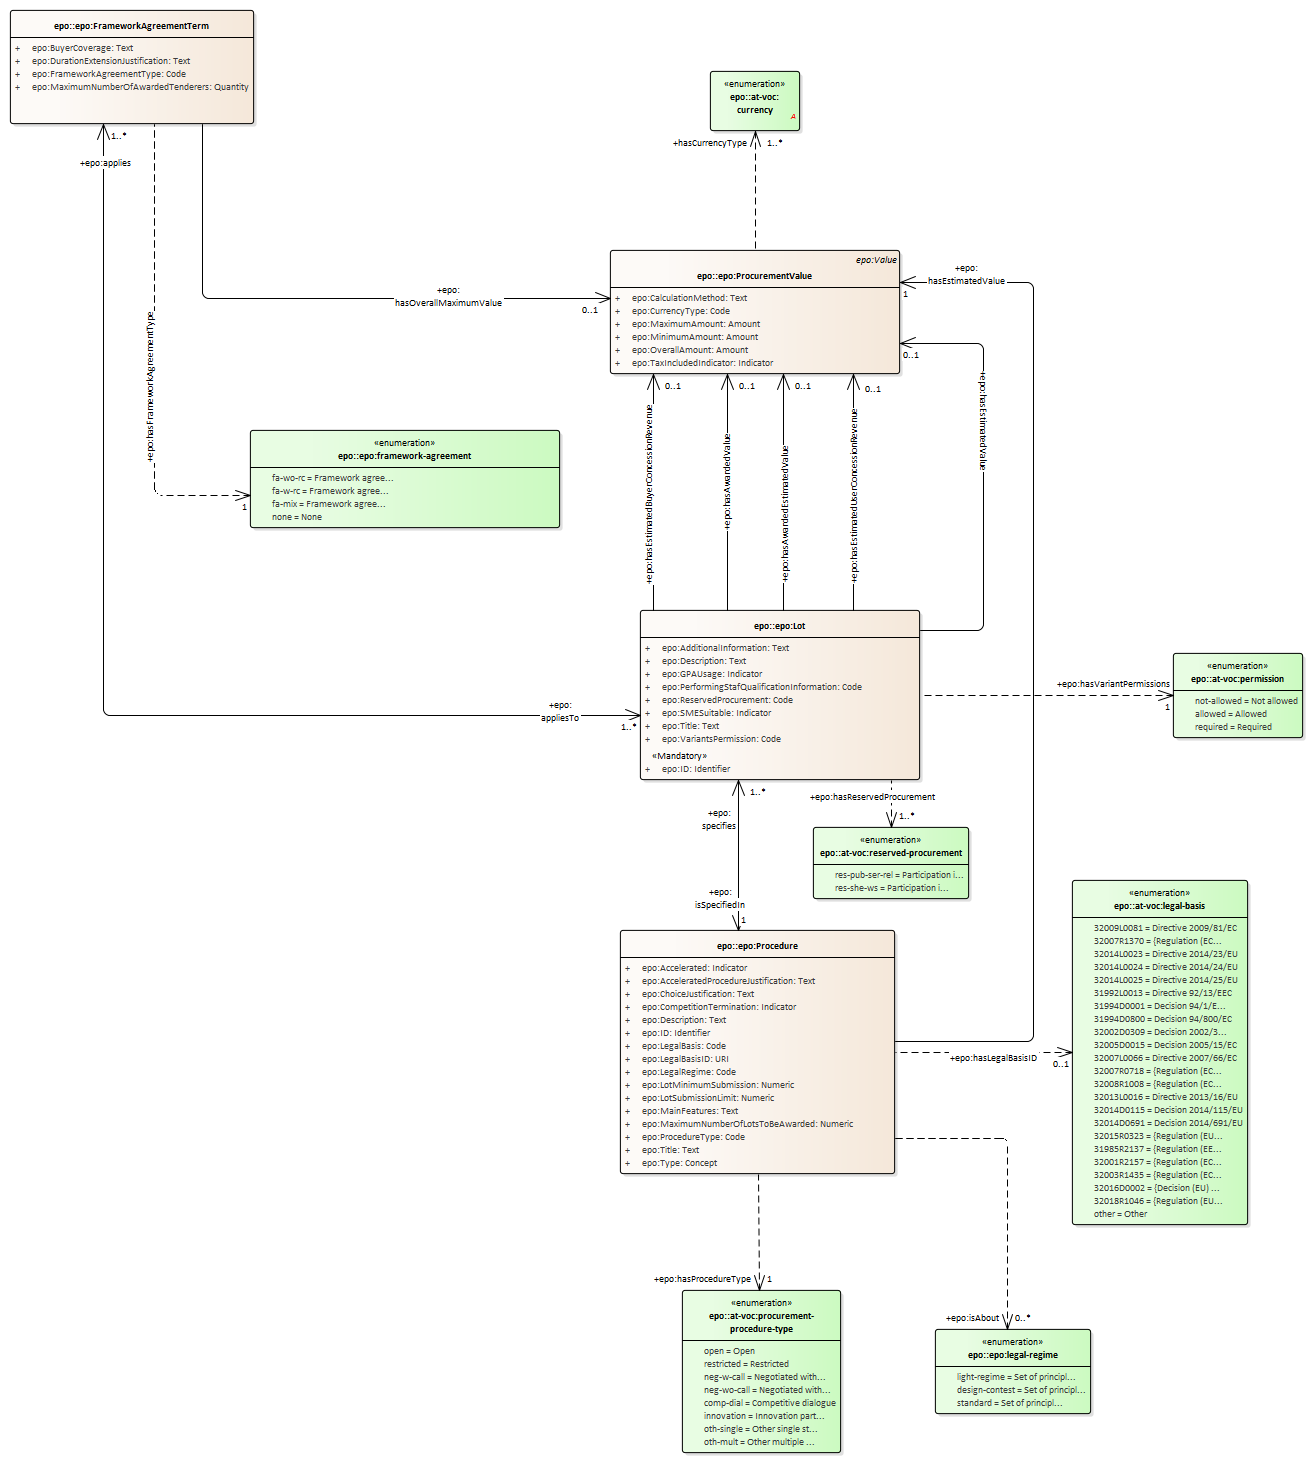 epo::epo:FrameworkAgreementTerm
+ epo:BuyerCoverage: Text
+ epo:DurationExtensionJustification: Text
+ epo:FrameworkAgreementType: Code
+ epo:MaximumNumberOfAwardedTenderers: Quantity
1..*
+epo:applies
«enumeration»
epo::at-voc:
currency
A
+hasCurrencyType
1..*
+epo:hasFrameworkAgreementType
1
+epo:
hasOverallMaximumValue
0..1
epo:Value
epo::epo:ProcurementValue
+ epo:CalculationMethod: Text
+ epo:CurrencyType: Code
+ epo:MaximumAmount: Amount
+ epo:MinimumAmount: Amount
+ epo:OverallAmount: Amount
+ epo:TaxIncludedIndicator: Indicator
+epo:
hasEstimatedValue
1
0..1
+epo:hasEstimatedValue
«enumeration»
epo::epo:framework-agreement
fa-wo-rc = Framework agree...
fa-w-rc = Framework agree...
fa-mix = Framework agree...
none = None
0..1
+epo:hasEstimatedBuyerConcessionRevenue
0..1
+epo:hasAwardedValue
0..1
+epo:hasAwardedEstimatedValue
0..1
+epo:hasEstimatedUserConcessionRevenue
epo::epo:Lot
+ epo:AdditionalInformation: Text
+ epo:Description: Text
+ epo:GPAUsage: Indicator
+ epo:PerformingStafQualificationInformation: Code
+ epo:ReservedProcurement: Code
+ epo:SMESuitable: Indicator
+ epo:Title: Text
+ epo:VariantsPermission: Code
«Mandatory»
+ epo:ID: Identifier
+epo:
appliesTo
1..*
+epo:hasVariantPermissions
1
«enumeration»
epo::at-voc:permission
not-allowed = Not allowed
allowed = Allowed
required = Required
1..*
+epo:
specifies
+epo:
isSpecifiedIn
1
+epo:hasReservedProcurement
1..*
«enumeration»
epo::at-voc:reserved-procurement
res-pub-ser-rel = Participation i...
res-she-ws = Participation i...
epo::epo:Procedure
+ epo:Accelerated: Indicator
+ epo:AcceleratedProcedureJustification: Text
+ epo:ChoiceJustification: Text
+ epo:CompetitionTermination: Indicator
+ epo:Description: Text
+ epo:ID: Identifier
+ epo:LegalBasis: Code
+ epo:LegalBasisID: URI
+ epo:LegalRegime: Code
+ epo:LotMinimumSubmission: Numeric
+ epo:LotSubmissionLimit: Numeric
+ epo:MainFeatures: Text
+ epo:MaximumNumberOfLotsToBeAwarded: Numeric
+ epo:ProcedureType: Code
+ epo:Title: Text
+ epo:Type: Concept
+epo:hasLegalBasisID
0..1
«enumeration»
epo::at-voc:legal-basis
32009L0081 = Directive 2009/81/EC
32007R1370 = {Regulation (EC...
32014L0023 = Directive 2014/23/EU
32014L0024 = Directive 2014/24/EU
32014L0025 = Directive 2014/25/EU
31992L0013 = Directive 92/13/EEC
31994D0001 = Decision 94/1/E...
31994D0800 = Decision 94/800/EC
32002D0309 = Decision 2002/3...
32005D0015 = Decision 2005/15/EC
32007L0066 = Directive 2007/66/EC
32007R0718 = {Regulation (EC...
32008R1008 = {Regulation (EC...
32013L0016 = Directive 2013/16/EU
32014D0115 = Decision 2014/115/EU
32014D0691 = Decision 2014/691/EU
32015R0323 = {Regulation (EU...
31985R2137 = {Regulation (EE...
32001R2157 = {Regulation (EC...
32003R1435 = {Regulation (EC...
32016D0002 = {Decision (EU) ...
32018R1046 = {Regulation (EU...
other = Other
+epo:hasProcedureType
1
«enumeration»
epo::at-voc:procurement-
procedure-type
open = Open
restricted = Restricted
neg-w-call = Negotiated with...
neg-wo-call = Negotiated with...
comp-dial = Competitive dialogue
innovation = Innovation part...
oth-single = Other single st...
oth-mult = Other multiple ...
+epo:isAbout
0..*
«enumeration»
epo::epo:legal-regime
light-regime = Set of principl...
design-contest = Set of principl...
standard = Set of principl...